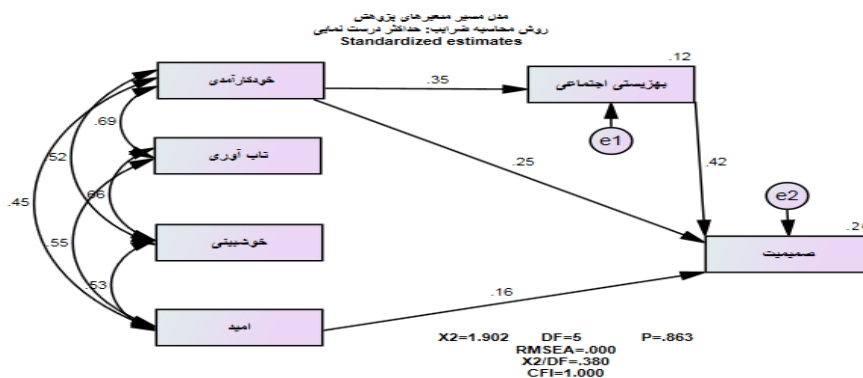 مدل مسیر متغیرهای پژوهش
روش محاسبه ضرایب: حداکثر درست نمایی
Standardized estimates
.12
خودکارآمدی
.35
بهزیستی اجتماعی
e1
.69
تاب آوری
.52
.25
.42
e2
.45
.66
.55
خوشبینی
صمیمیت
.53
.16
امید
X2=1.902 DF=5 P=.863
RMSEA=.000
X2/DF=.380
CFI=1.000